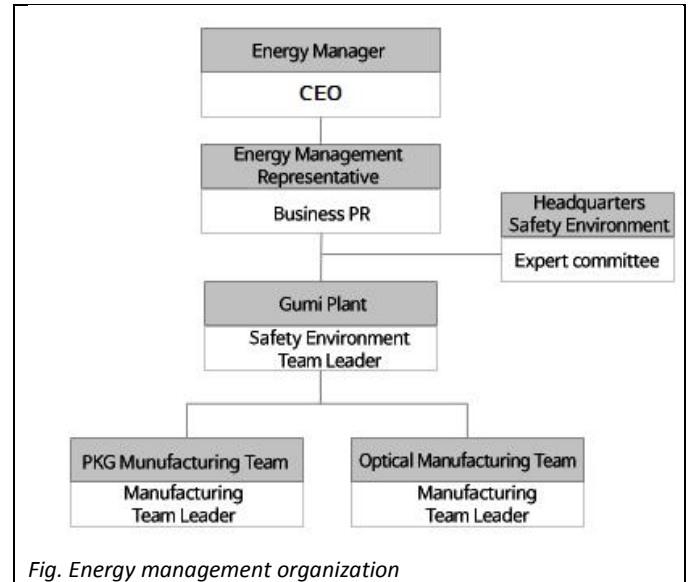 Energy Manager
CEO
Energy Management
Representative
Business PR
Headquarters
Safety Environment
Expert committee
Gumi Plant
Safety Environment
Team Leader
PKG Munufacturing Team
Manufacturing
Team Leader
Optical Manufacturing Team
Manufacturing
Team Leader
Fig. Energy management organization